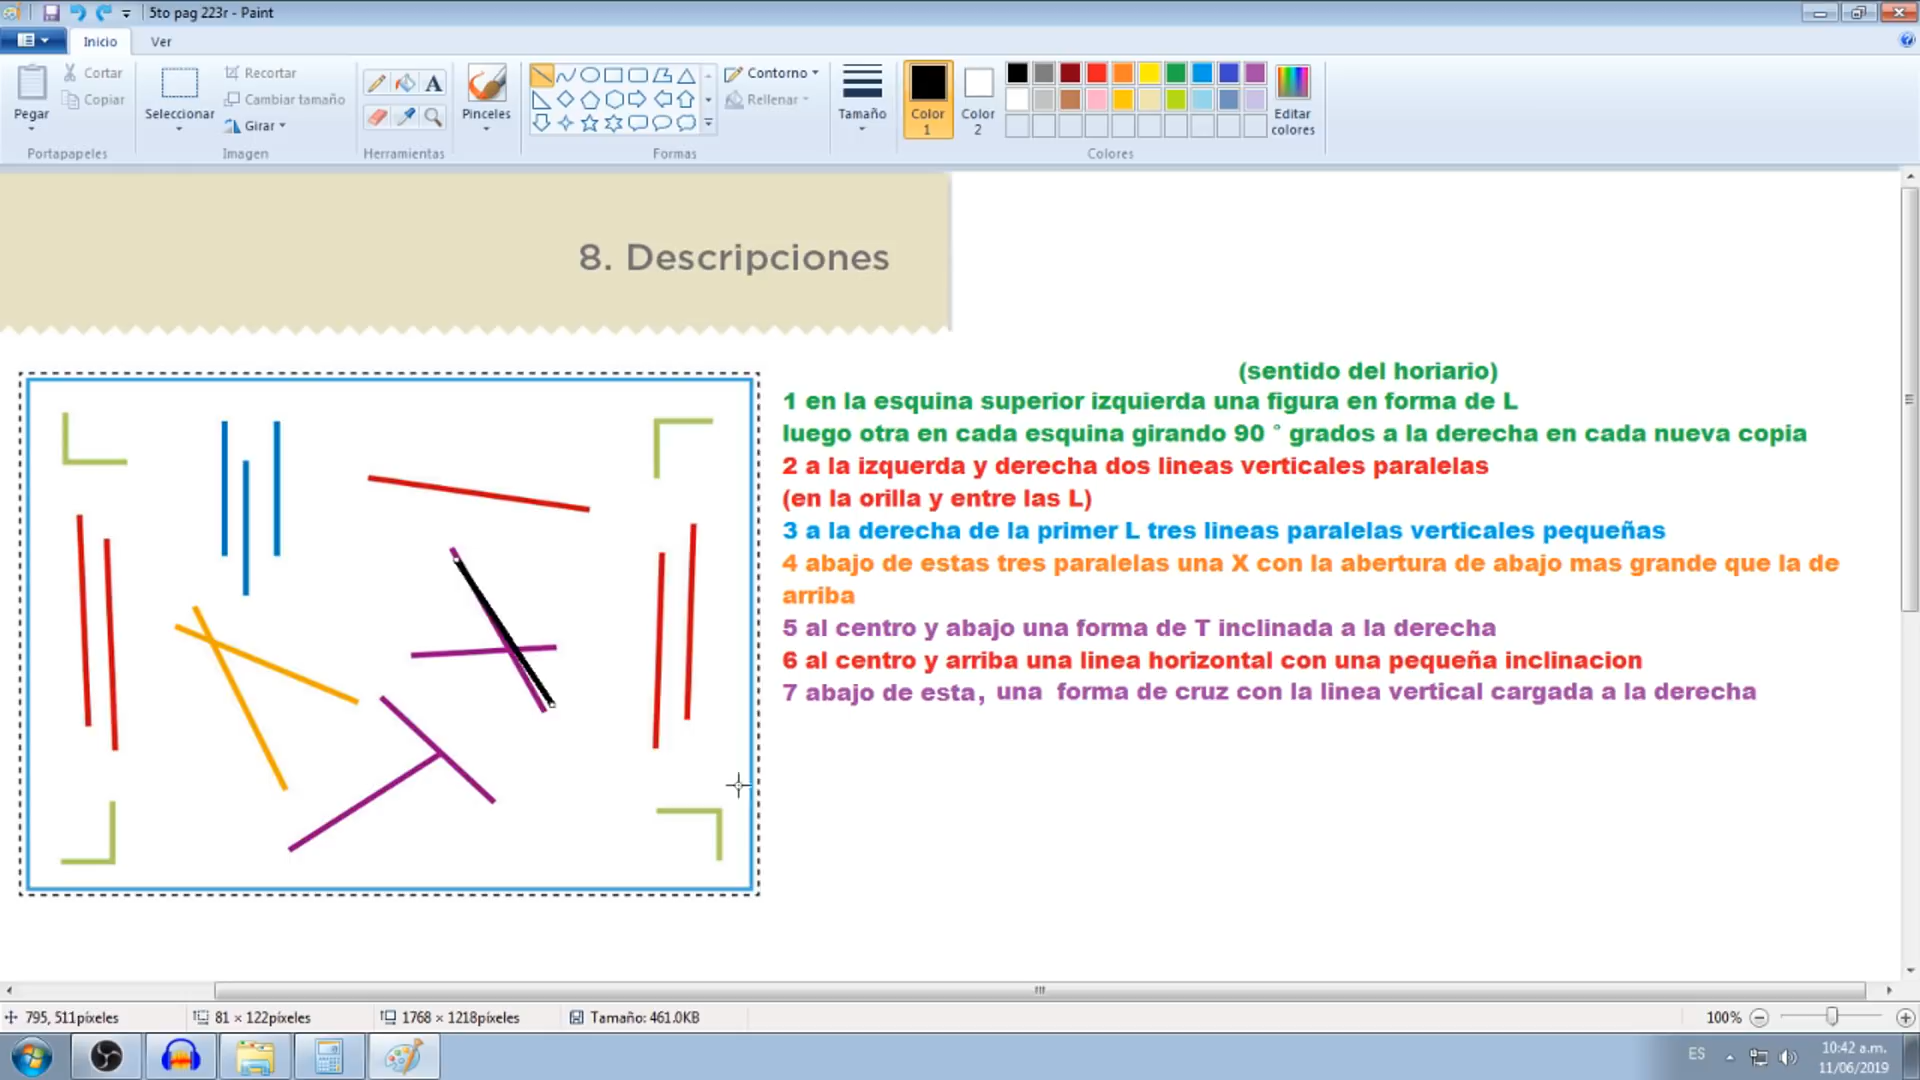 5to pag 223r - Paint
Inicio
Ver
Pegar
Cortar
Copiar
Portapapeles
Seleccionar
Recortar
Cambiar tamaño
Girar
Imagen
A
Herramientas
Pinceles
Contorno
Rellenar
Formas
Tamaño
Color
1
Color
2
Editar
colores
Colores
8. Descripciones
(sentido del horiario)
1 en la esquina superior izquierda una figura en forma de L
luego otra en cada esquina girando 90 ° grados a la derecha en cada nueva copia
2 a la izquerda y derecha dos lineas verticales paralelas
(en la orilla y entre las L)
3 a la derecha de la primer L tres lineas paralelas verticales pequeñas
4 abajo de estas tres paralelas una X con la abertura de abajo mas grande que la de
arriba
5 al centro y abajo una forma de T inclinada a la derecha
6 al centro y arriba una linea horizontal con una pequeña inclinacion
7 abajo de esta, una forma de cruz con la linea vertical cargada a la derecha
795, 511píxeles
81 × 122píxeles
1768 × 1218píxeles
Tamaño: 461.0KB
100%
ES
10:42 a.m.
11/06/2019